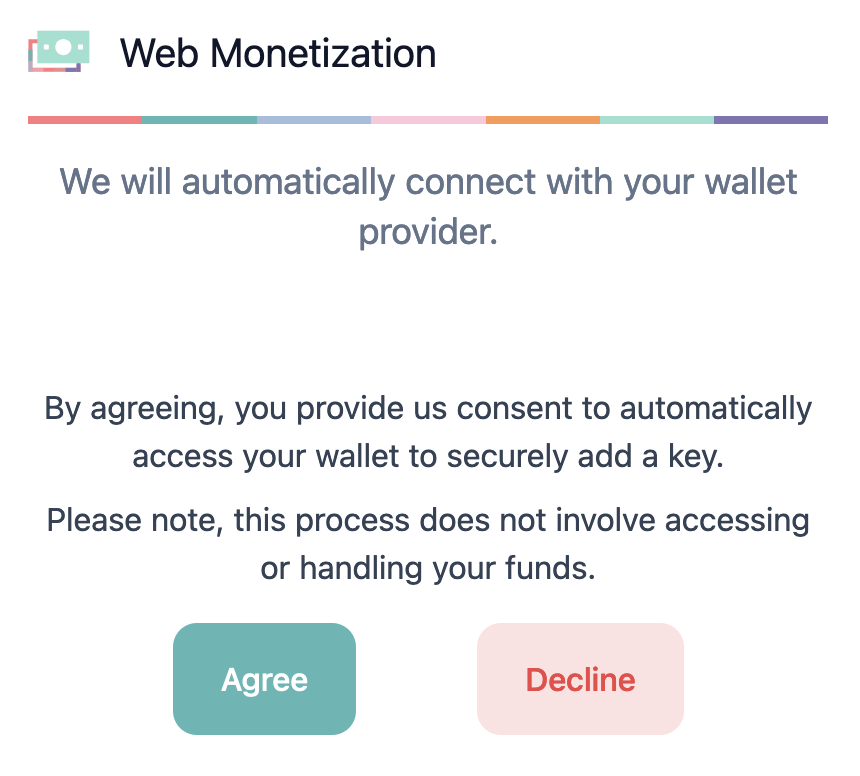 Web Monetization
We will automatically connect with your wallet
provider.
By agreeing, you provide us consent to automatically
access your wallet to securely add a key.
Please note, this process does not involve accessing
or handling your funds.
Agree
Decline